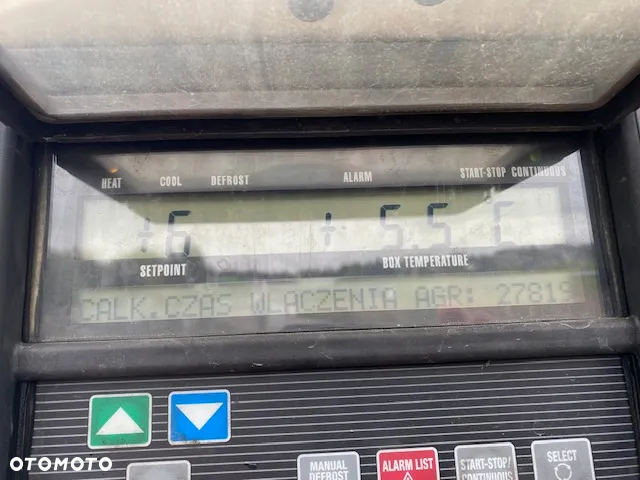 HEAT COOL DEFROST ALARM START-STOP CONTINUOUS
+6 + 5.5 C
SETPOINT BOX TEMPERATURE
CALK.CZAS WLACZENIA AGR: 27819
MANUAL DEFROST
ALARM LIST
START-STOP/ CONTINUOUS
SELECT
OTOMOTO